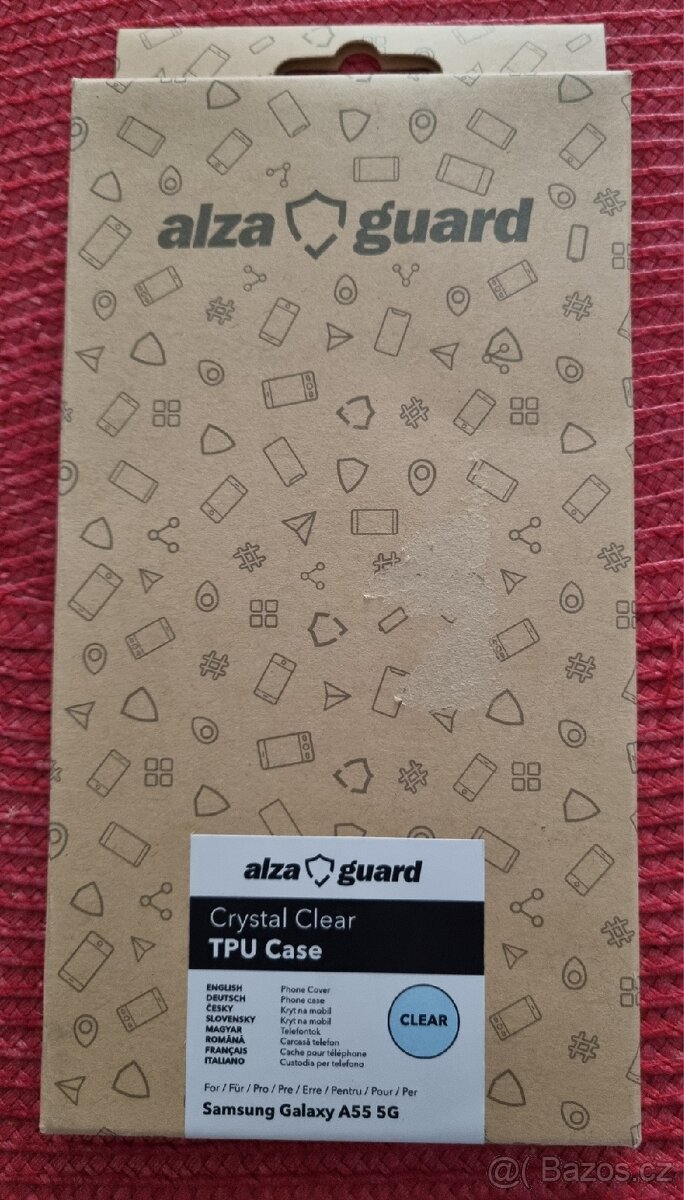 alza guard
alza guard
Crystal Clear
TPU Case
ENGLISH Phone Cover
DEUTSCH Phone case
ČESKY Kryt na mobil
SLOVENSKY Kryt na mobil
MAGYAR Telefontok
ROMÂNĂ Carcasă telefon
FRANÇAIS Cache pour téléphone
ITALIANO Custodia per telefono
CLEAR
For / Für / Pro / Pre / Erre / Pentru / Pour / Per
Samsung Galaxy A55 5G
@( Bazos.cz